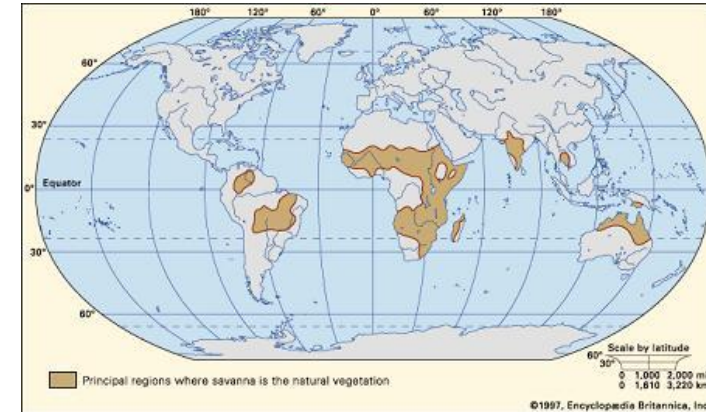 180° 120° 60° 0° 60° 120° 180°
60°
30°
Equator 0°
30°
60°
Principal regions where savanna is the natural vegetation
Scale by latitude
60°
30°
0 1,000 2,000 mi
0 1,610 3,220 km
©1997, Encyclopædia Britannica, Inc